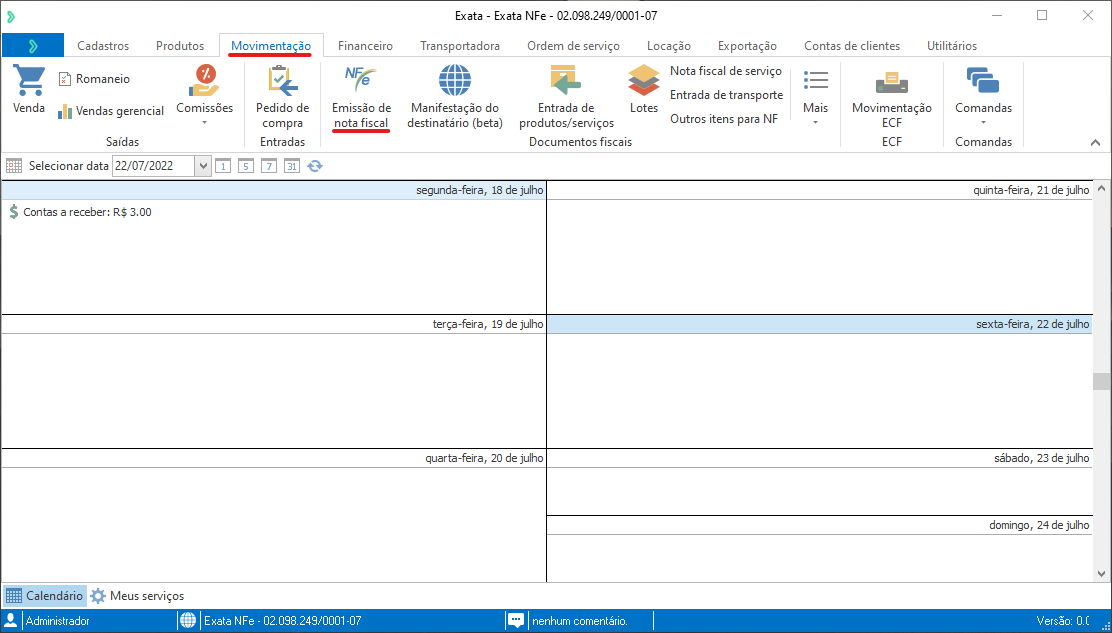 Exata - Exata NFe - 02.098.249/0001-07
Cadastros Produtos Movimentação Financeiro Transportadora Ordem de serviço Locação Exportação Contas de clientes Utilitários
Venda
Romaneio
Vendas gerencial
Comissões
Saídas
Pedido de
compra
Entradas
NFe
Emissão de
nota fiscal
Manifestação do
destinatário (beta)
Entrada de
produtos/serviços
Lotes
Nota fiscal de serviço
Entrada de transporte
Outros itens para NF
Mais
Documentos fiscais
Movimentação
ECF
ECF
Comandas
Comandas
Selecionar data 22/07/2022 1 5 7 31
segunda-feira, 18 de julho
$ Contas a receber: R$ 3.00
terça-feira, 19 de julho
quarta-feira, 20 de julho
quinta-feira, 21 de julho
sexta-feira, 22 de julho
sábado, 23 de julho
domingo, 24 de julho
Calendário Meus serviços
Administrador Exata NFe - 02.098.249/0001-07 nenhum comentário. Versão: 0.0